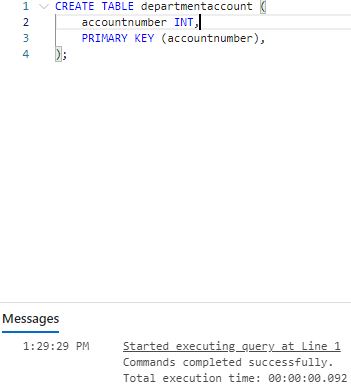 1 CREATE TABLE departmentaccount (
2 accountnumber INT,
3 PRIMARY KEY (accountnumber),
4 );
Messages
1:29:29 PM Started executing query at Line 1
Commands completed successfully.
Total execution time: 00:00:00.092